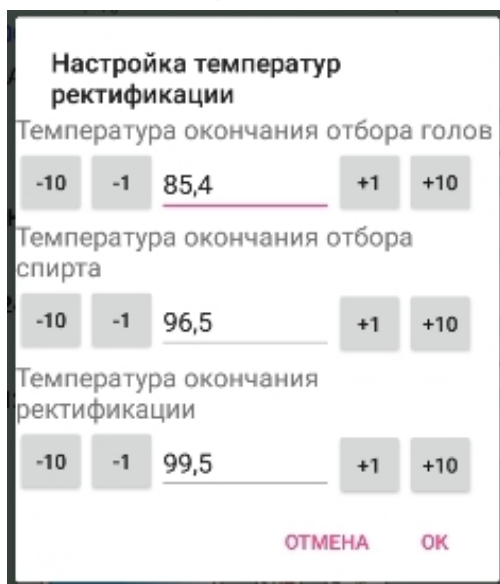 Настройка температур
ректификации
Температура окончания отбора голов
-10 -1 85,4 +1 +10
Температура окончания отбора
спирта
-10 -1 96,5 +1 +10
Температура окончания
ректификации
-10 -1 99,5 +1 +10
ОТМЕНА OK